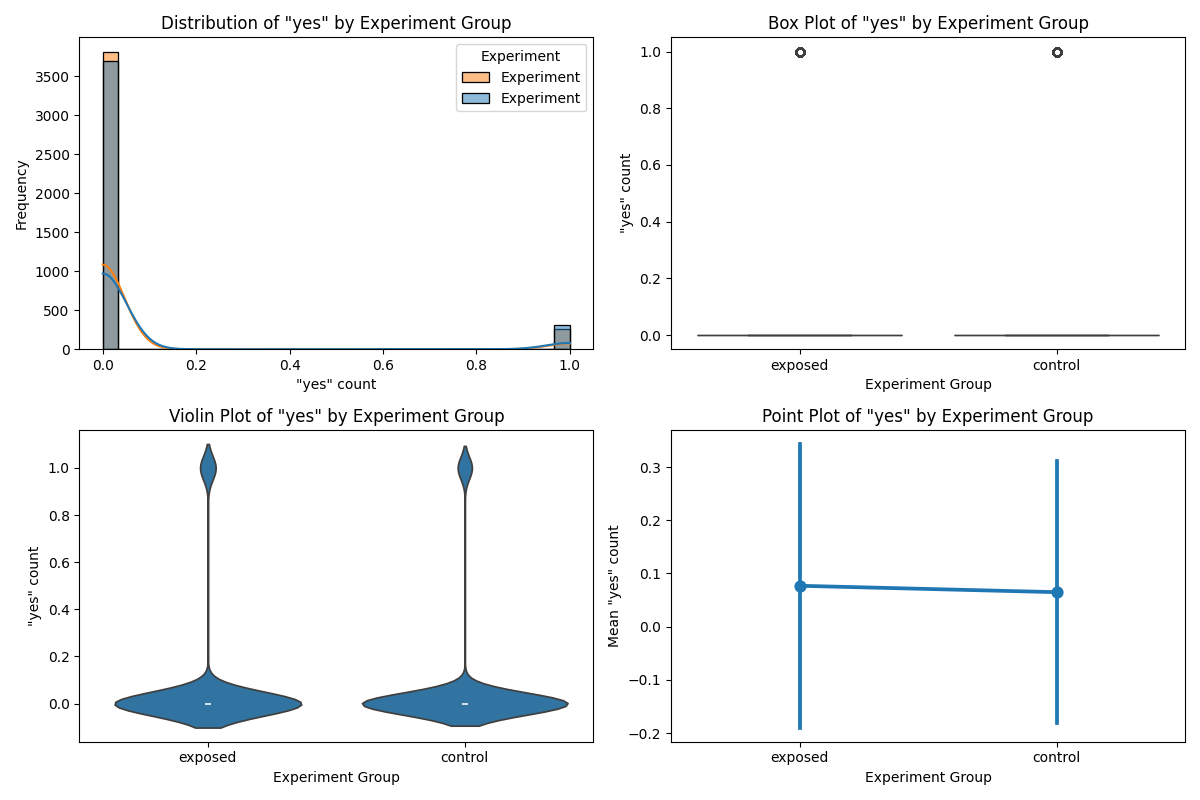 Distribution of "yes" by Experiment Group
Frequency
3500
3000
2500
2000
1500
1000
500
0
0.0 0.2 0.4 0.6 0.8 1.0
"yes" count
Experiment
Experiment
Experiment
Box Plot of "yes" by Experiment Group
"yes" count
1.0
0.8
0.6
0.4
0.2
0.0
exposed control
Experiment Group
Violin Plot of "yes" by Experiment Group
"yes" count
1.0
0.8
0.6
0.4
0.2
0.0
exposed control
Experiment Group
Point Plot of "yes" by Experiment Group
Mean "yes" count
0.3
0.2
0.1
0.0
−0.1
−0.2
exposed control
Experiment Group